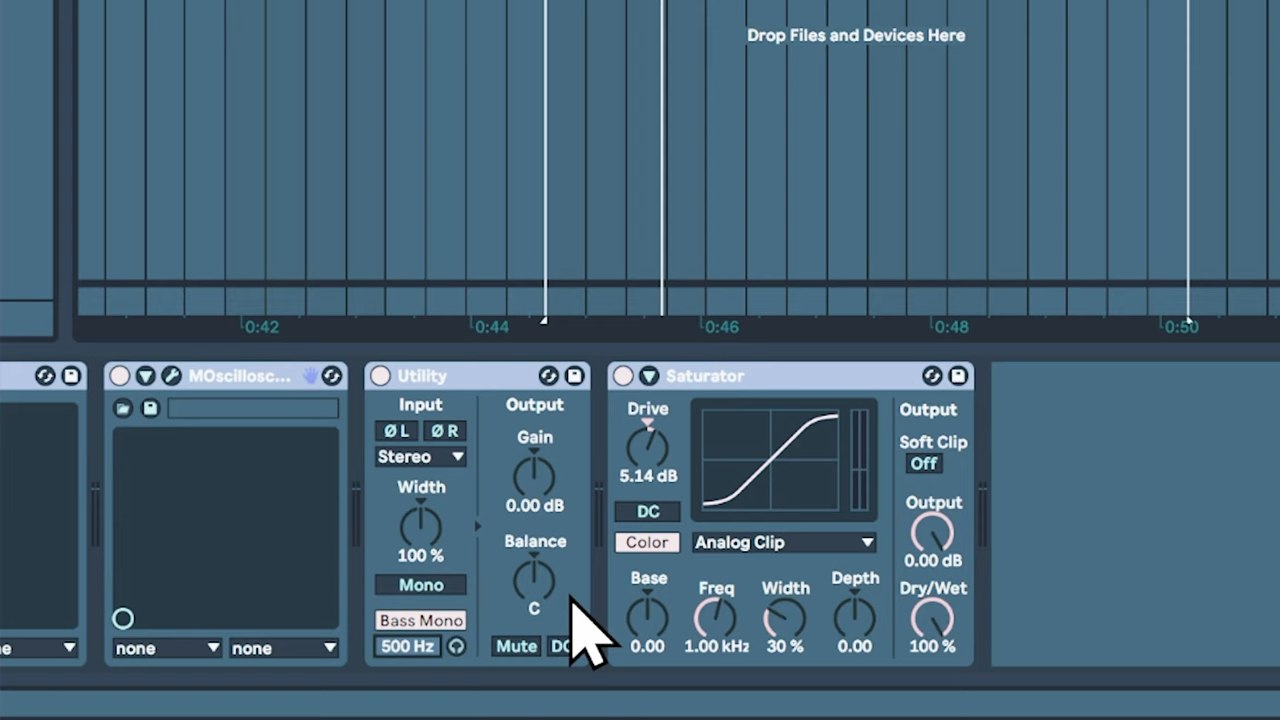 Drop Files and Devices Here
0:42
0:44
0:46
0:48
0:50
MOscillosc...
none
none
Utility
Input
Ø L
Ø R
Stereo
Width
100 %
Mono
Bass Mono
500 Hz
Output
Gain
0.00 dB
Balance
C
Mute
Saturator
Drive
5.14 dB
DC
Color
Analog Clip
Base
0.00
Freq
1.00 kHz
Width
30 %
Depth
0.00
Output
Soft Clip
Off
Output
0.00 dB
Dry/Wet
100 %